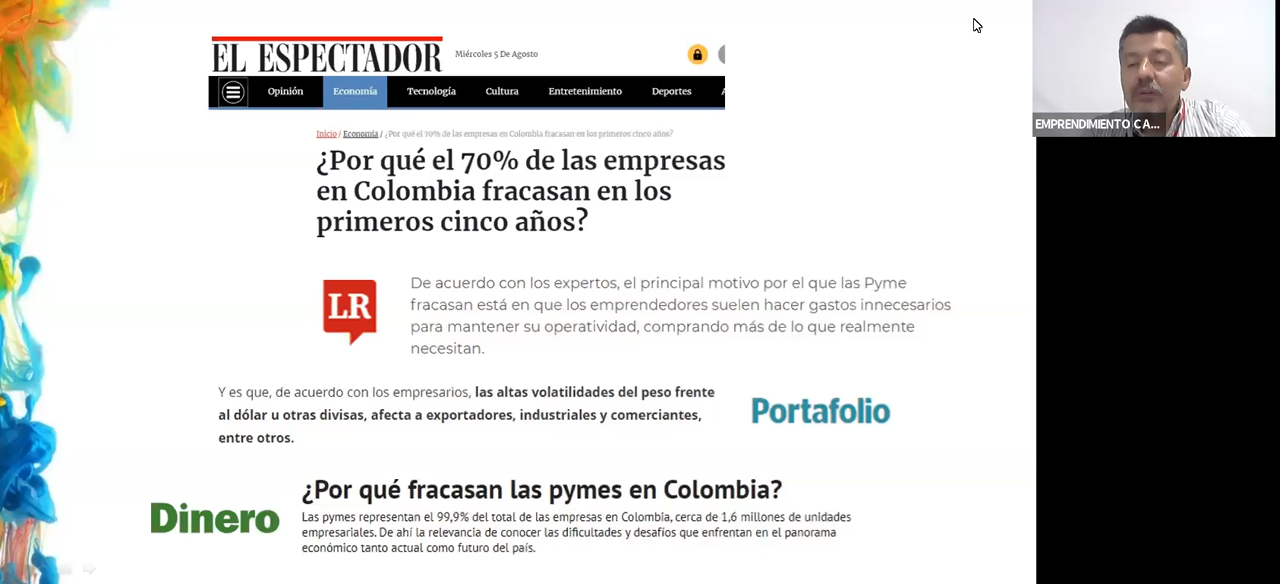 EL ESPECTADOR
Miércoles 5 De Agosto
Opinión Economía Tecnología Cultura Entretenimiento Deportes A
Inicio / Economía / ¿Por qué el 70% de las empresas en Colombia fracasan en los primeros cinco años?
¿Por qué el 70% de las empresas
en Colombia fracasan en los
primeros cinco años?
LR
De acuerdo con los expertos, el principal motivo por el que las Pyme
fracasan está en que los emprendedores suelen hacer gastos innecesarios
para mantener su operatividad, comprando más de lo que realmente
necesitan.
Y es que, de acuerdo con los empresarios, las altas volatilidades del peso frente
al dólar u otras divisas, afecta a exportadores, industriales y comerciantes,
entre otros.
Portafolio
Dinero
¿Por qué fracasan las pymes en Colombia?
Las pymes representan el 99,9% del total de las empresas en Colombia, cerca de 1,6 millones de unidades
empresariales. De ahí la relevancia de conocer las dificultades y desafíos que enfrentan en el panorama
económico tanto actual como futuro del país.
EMPRENDIMIENTO C A...